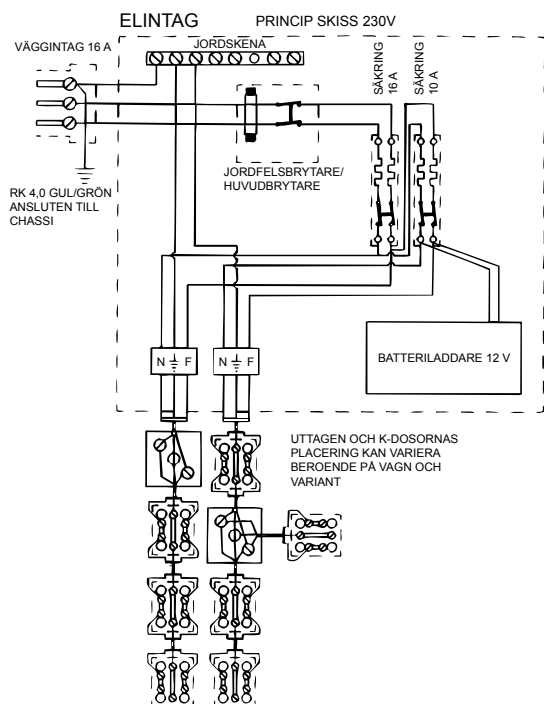 ELINTAG
PRINCIP SKISS 230V
VÄGGINTAG 16 A
JORDSKENA
SÄKRING
16 A
SÄKRING
10 A
JORDFELSBRYTARE/
HUVUDBRYTARE
RK 4,0 GUL/GRÖN
ANSLUTEN TILL
CHASSI
N F
N F
BATTERILADDARE 12 V
UTTAGEN OCH K-DOSORNAS
PLACERING KAN VARIERA
BEROENDE PÅ VAGN OCH
VARIANT